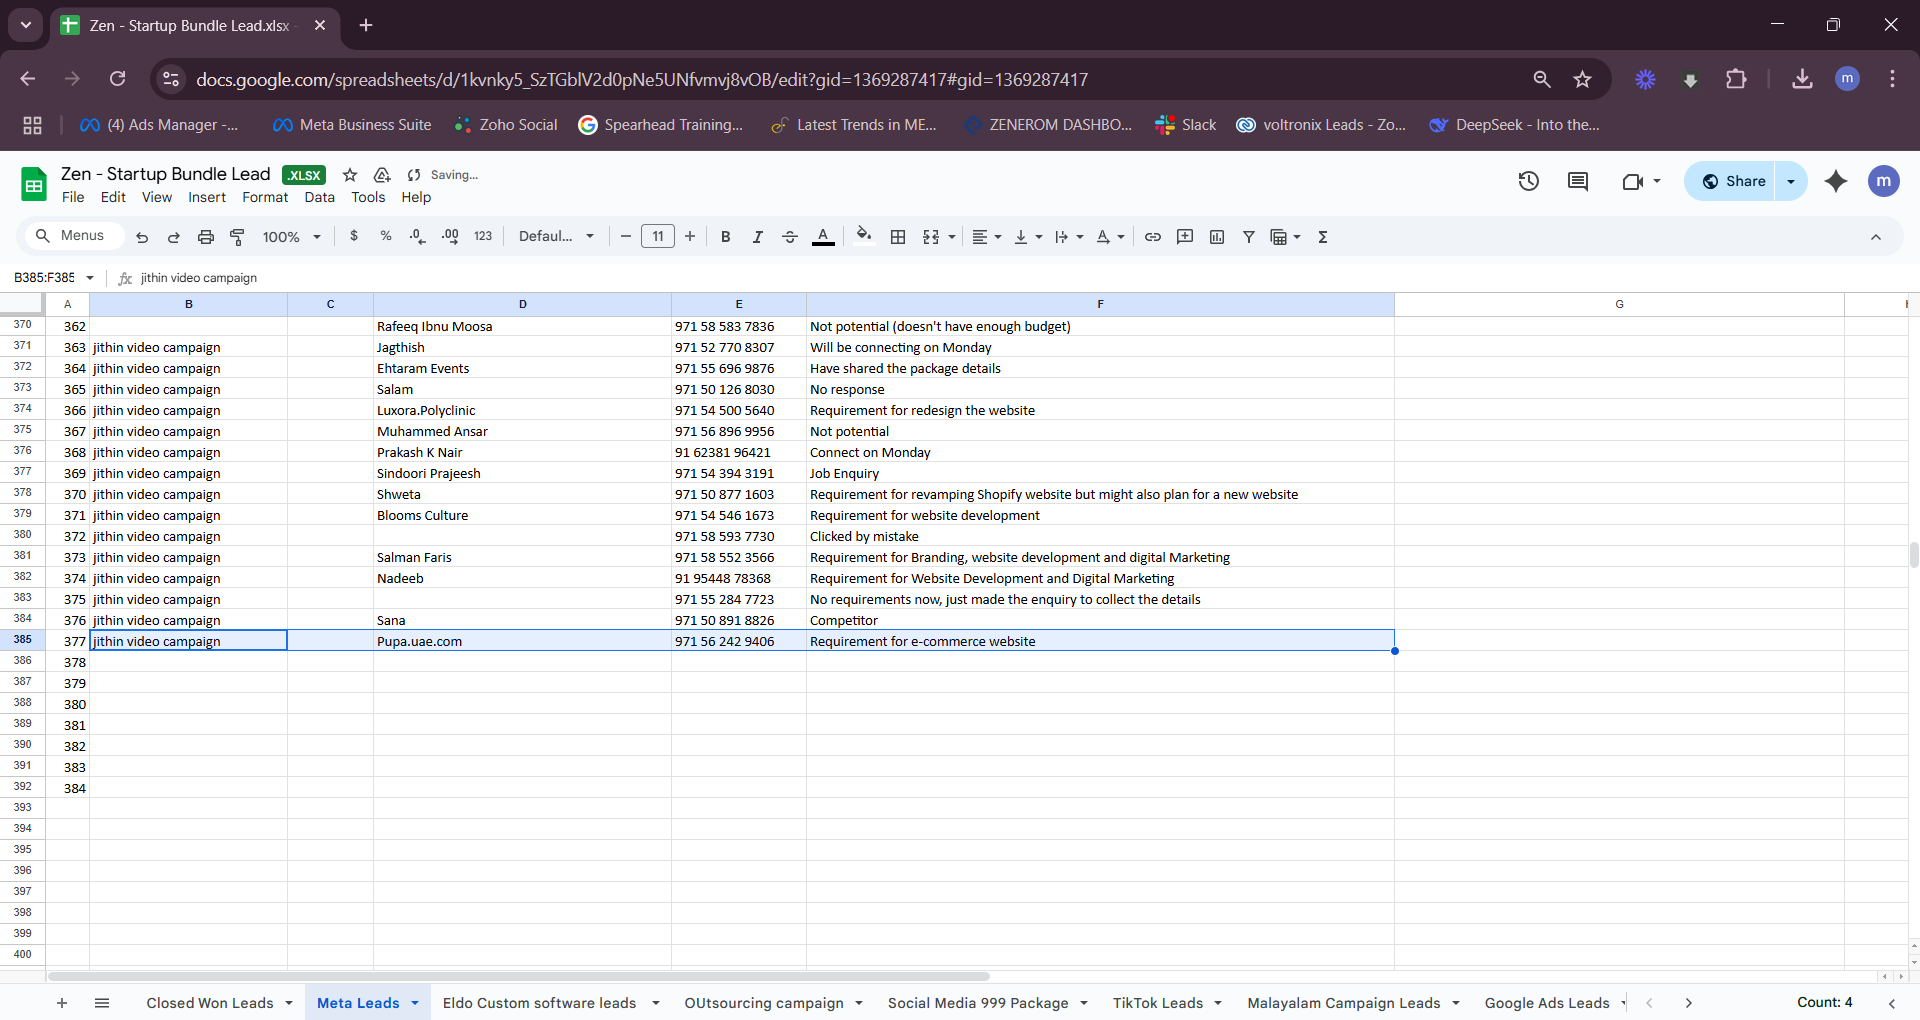 Zen - Startup Bundle Lead.xlsx -
docs.google.com/spreadsheets/d/1kvnky5_SzTGblV2d0pNe5UNfvmvj8vOB/edit?gid=1369287417#gid=1369287417
m
(4) Ads Manager -...
Meta Business Suite
Zoho Social
Spearhead Training...
Latest Trends in ME...
ZENEROM DASHBO...
Slack
voltronix Leads - Zo...
DeepSeek - Into the...
Zen - Startup Bundle Lead .XLSX Saving...
File Edit View Insert Format Data Tools Help
Share
m
Menus 100% $ % .0 .00 123 Defaul... − 11 + B I A Σ
B385:F385 fx jithin video campaign
A B C D E F G
370 362 Rafeeq Ibnu Moosa 971 58 583 7836 Not potential (doesn't have enough budget)
371 363 jithin video campaign Jagthish 971 52 770 8307 Will be connecting on Monday
372 364 jithin video campaign Ehtaram Events 971 55 696 9876 Have shared the package details
373 365 jithin video campaign Salam 971 50 126 8030 No response
374 366 jithin video campaign Luxora.Polyclinic 971 54 500 5640 Requirement for redesign the website
375 367 jithin video campaign Muhammed Ansar 971 56 896 9956 Not potential
376 368 jithin video campaign Prakash K Nair 91 62381 96421 Connect on Monday
377 369 jithin video campaign Sindoori Prajeesh 971 54 394 3191 Job Enquiry
378 370 jithin video campaign Shweta 971 50 877 1603 Requirement for revamping Shopify website but might also plan for a new website
379 371 jithin video campaign Blooms Culture 971 54 546 1673 Requirement for website development
380 372 jithin video campaign 971 58 593 7730 Clicked by mistake
381 373 jithin video campaign Salman Faris 971 58 552 3566 Requirement for Branding, website development and digital Marketing
382 374 jithin video campaign Nadeeb 91 95448 78368 Requirement for Website Development and Digital Marketing
383 375 jithin video campaign 971 55 284 7723 No requirements now, just made the enquiry to collect the details
384 376 jithin video campaign Sana 971 50 891 8826 Competitor
385 377 jithin video campaign Pupa.uae.com 971 56 242 9406 Requirement for e-commerce website
386 378
387 379
388 380
389 381
390 382
391 383
392 384
393
394
395
396
397
398
399
400
Closed Won Leads
Meta Leads
Eldo Custom software leads
OUtsourcing campaign
Social Media 999 Package
TikTok Leads
Malayalam Campaign Leads
Google Ads Leads
Count: 4